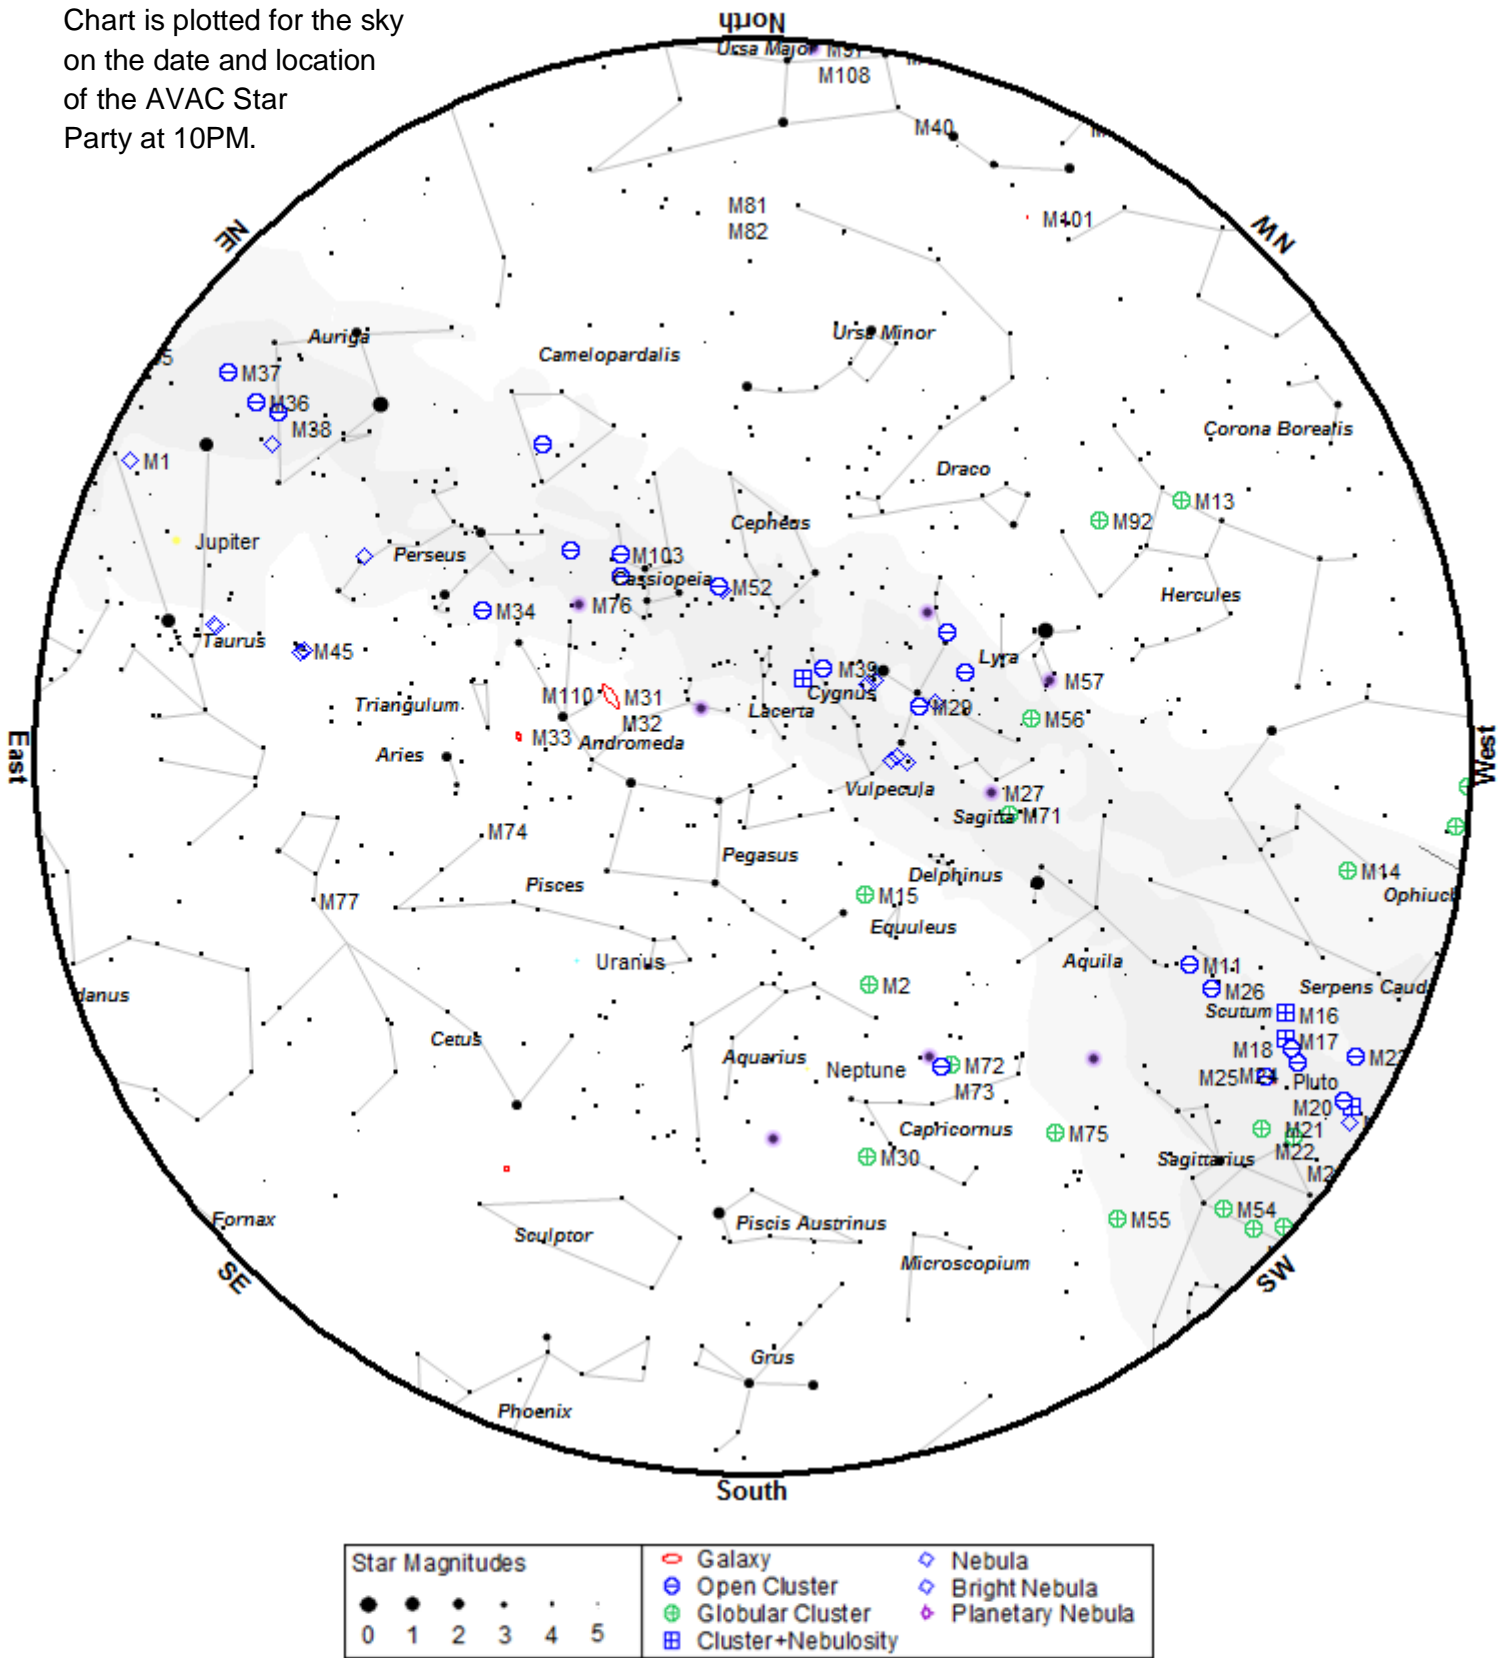 Chart is plotted for the sky
on the date and location
of the AVAC Star
Party at 10PM.
North
Ursa Major
M108
M40
M81
M82
M101
NE
NW
Auriga
M37
M36
M38
M1
Camelopardalis
Ursa Minor
Corona Borealis
Draco
M13
M92
Cepheus
Jupiter
Perseus
M103
Cassiopeia
M52
M76
M34
Hercules
Taurus
M45
Lyra
M39
Cygnus
M57
M110
M31
M32
Lacerta
M29
M56
Triangulum
M33
Andromeda
Aries
East
West
Vulpecula
M27
Sagitta
M71
M74
Pegasus
Delphinus
Pisces
M77
M15
Equuleus
M14
Uranus
Aquila
M11
M2
M26
Serpens Caud
Scutum
M16
Cetus
Aquarius
Neptune
M72
M73
M18
M17
M25
M24
Pluto
M20
Capricornus
M75
M21
M22
M30
Sagittarius
Fornax
Sculptor
Piscis Austrinus
M55
M54
Microscopium
SE
SW
Grus
Phoenix
South
Star Magnitudes
0 1 2 3 4 5
Galaxy
Open Cluster
Globular Cluster
Cluster+Nebulosity
Nebula
Bright Nebula
Planetary Nebula